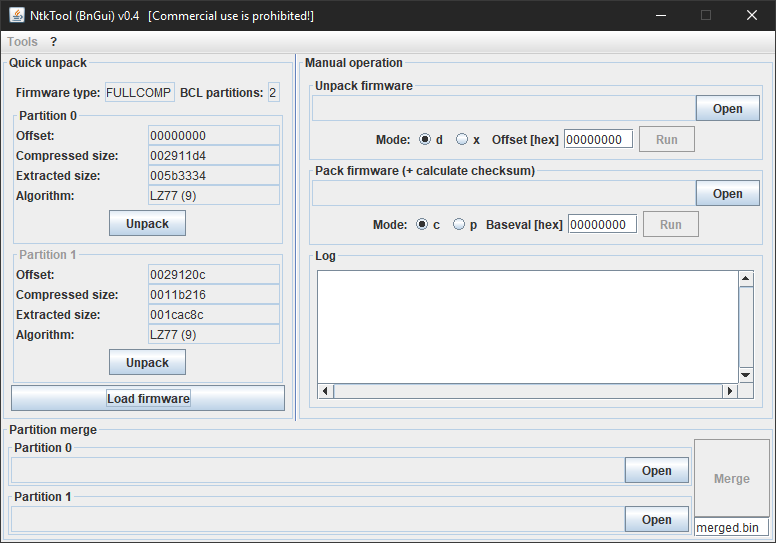 NtkTool (BnGui) v0.4 [Commercial use is prohibited!]
Tools ?
Quick unpack
Firmware type: FULLCOMP BCL partitions: 2
Partition 0
Offset: 00000000
Compressed size: 002911d4
Extracted size: 005b3334
Algorithm: LZ77 (9)
Unpack
Partition 1
Offset: 0029120c
Compressed size: 0011b216
Extracted size: 001cac8c
Algorithm: LZ77 (9)
Unpack
Load firmware
Manual operation
Unpack firmware
Open
Mode: d x Offset [hex] 00000000 Run
Pack firmware (+ calculate checksum)
Open
Mode: c p Baseval [hex] 00000000 Run
Log
Partition merge
Partition 0
Open
Partition 1
Open
Merge
merged.bin